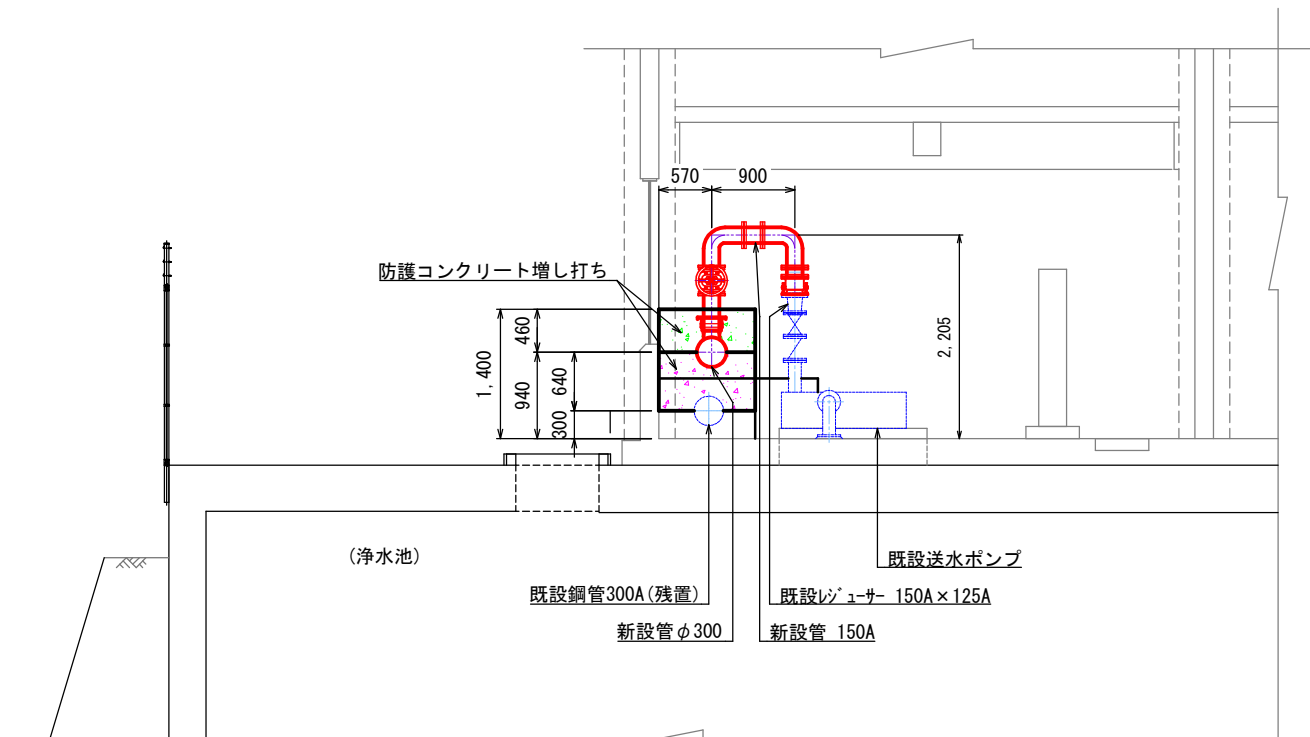 570
900
防護コンクリート増し打ち
460
1,400
940
640
300
2,205
(浄水池)
既設送水ポンプ
既設鋼管300A(残置)
既設レジューサー 150A×125A
新設管φ300
新設管 150A